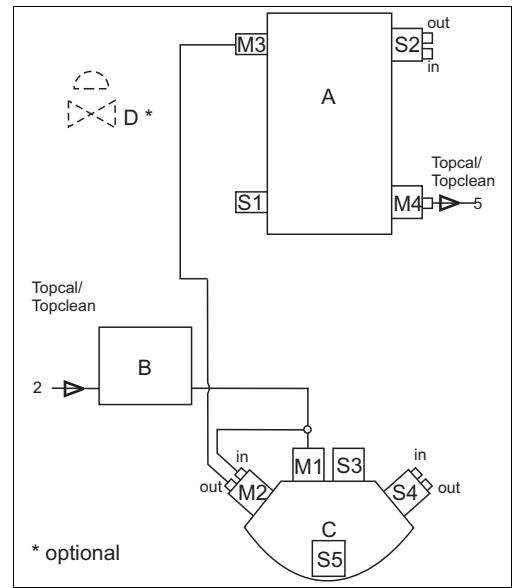 out
M3
S2
in
A
D *
Topcal/
Topclean
S1
M4
5
Topcal/
Topclean
B
2
in
M1
S3
in
out
M2
S4
out
C
S5
* optional